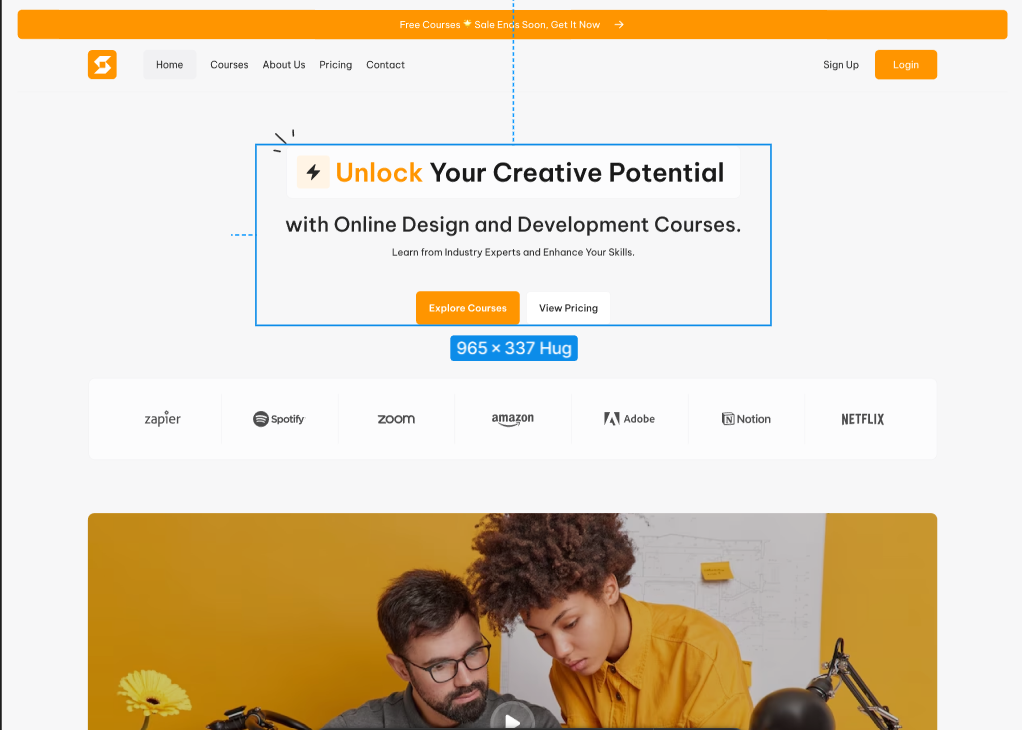 Free Courses 🌟 Sale Ends Soon, Get It Now →
Home Courses About Us Pricing Contact Sign Up Login
Unlock Your Creative Potential
with Online Design and Development Courses.
Learn from Industry Experts and Enhance Your Skills.
Explore Courses View Pricing
965 × 337 Hug
zapier Spotify zoom amazon Adobe Notion NETFLIX